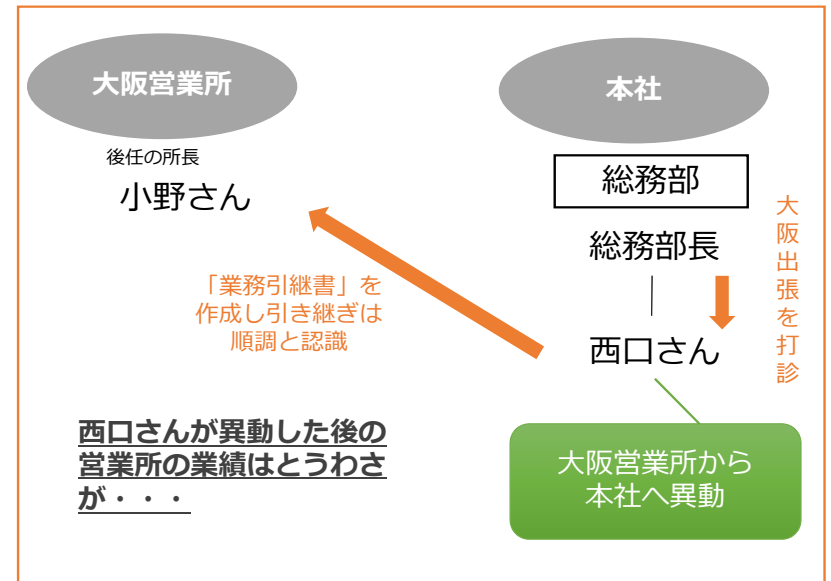 大阪営業所
後任の所長
小野さん
「業務引継書」を
作成し引き継ぎは
順調と認識
西口さんが異動した後の
営業所の業績はとうわさ
が・・・
本社
総務部
総務部長
西口さん
大阪出張を打診
大阪営業所から
本社へ異動